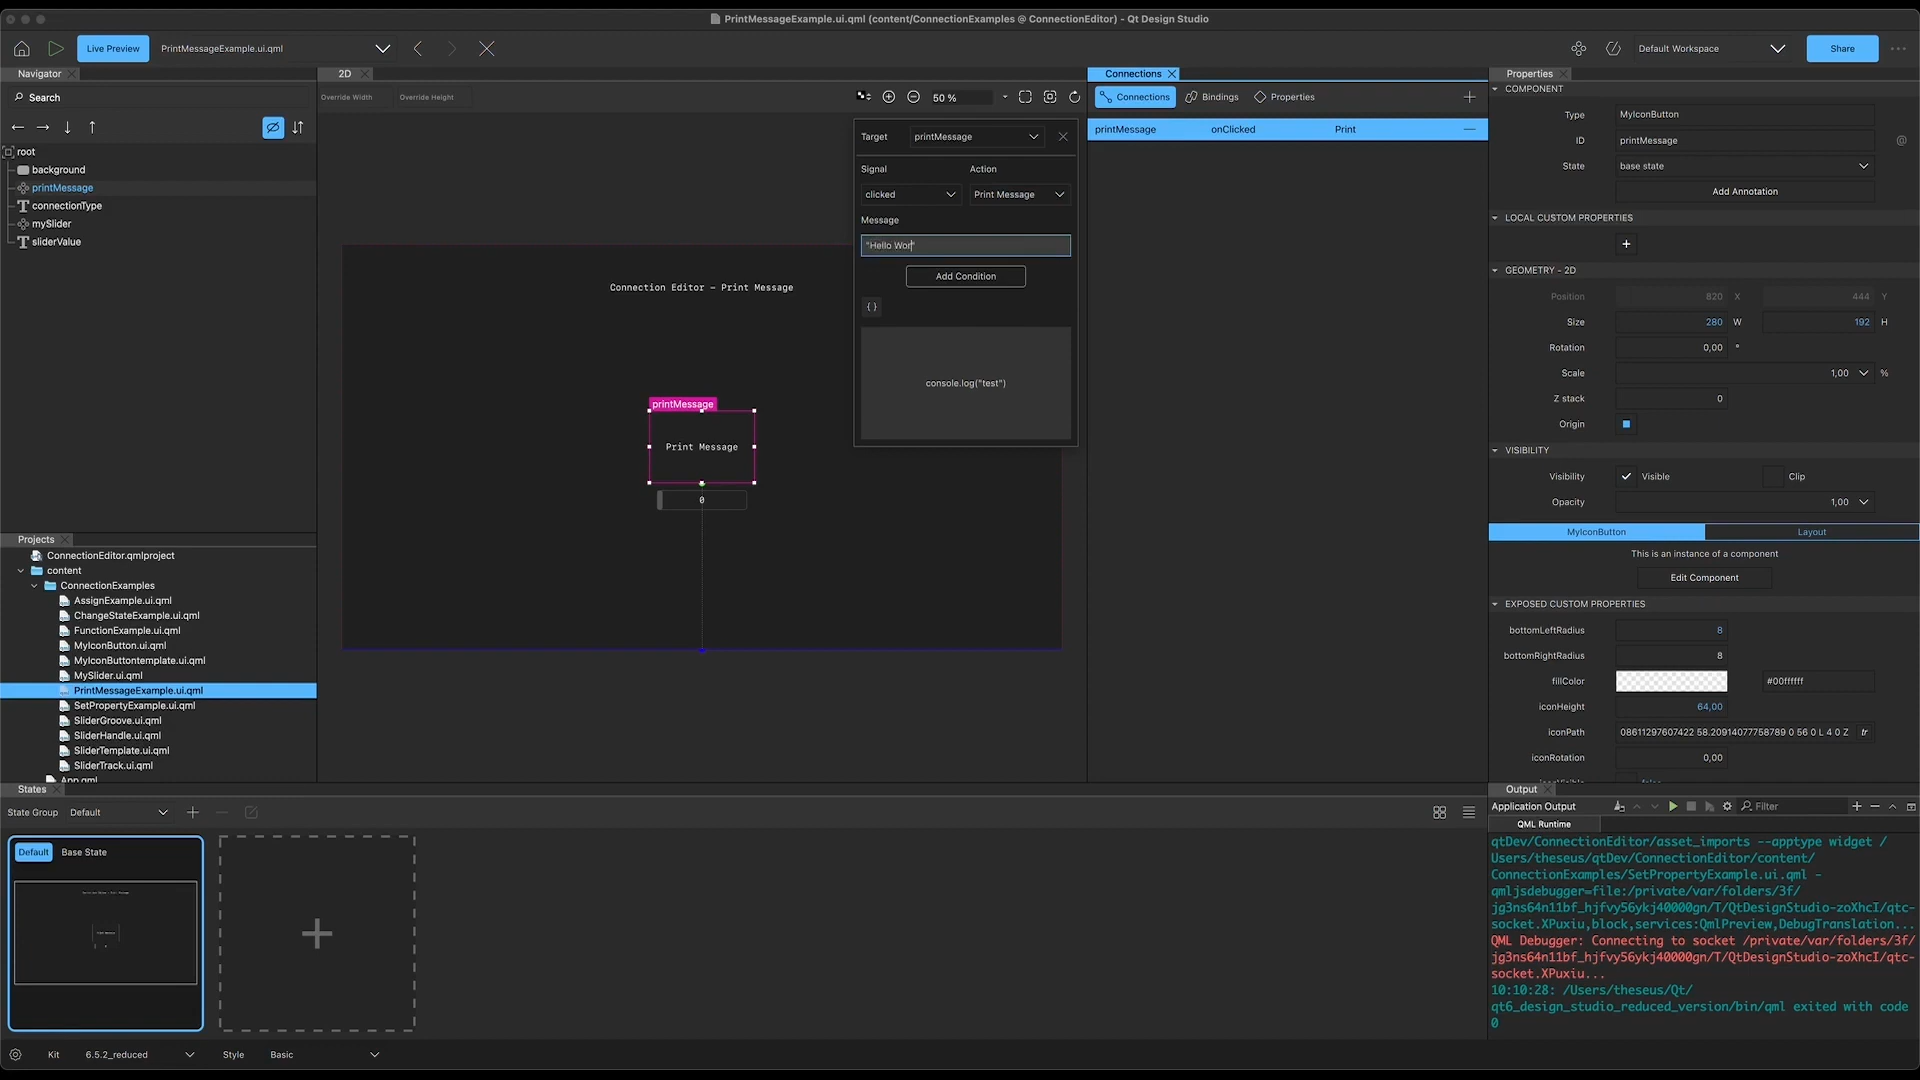 PrintMessageExample.ui.qml (content/ConnectionExamples @ ConnectionEditor) - Qt Design Studio
Live Preview
PrintMessageExample.ui.qml
Default Workspace
Share
Navigator
Search
root
background
printMessage
connectionType
mySlider
sliderValue
Projects
ConnectionEditor.qmlproject
content
ConnectionExamples
AssignExample.ui.qml
ChangeStateExample.ui.qml
FunctionExample.ui.qml
MyIconButton.ui.qml
MyIconButtontemplate.ui.qml
MySlider.ui.qml
PrintMessageExample.ui.qml
SetPropertyExample.ui.qml
SliderGroove.ui.qml
SliderHandle.ui.qml
SliderTemplate.ui.qml
SliderTrack.ui.qml
App.qml
2D
Override Width Override Height
50 %
Connection Editor - Print Message
printMessage
Print Message
0
Target printMessage
Signal Action
clicked Print Message
Message
"Hello Wor"
Add Condition
{ }
console.log("test")
Connections
Connections Bindings Properties
printMessage onClicked Print
Properties
COMPONENT
Type MyIconButton
ID printMessage @
State base state
Add Annotation
LOCAL CUSTOM PROPERTIES
GEOMETRY - 2D
Position 820 X 444 Y
Size 280 W 192 H
Rotation 0,00 °
Scale 1,00 %
Z stack 0
Origin
VISIBILITY
Visibility Visible Clip
Opacity 1,00
MyIconButton Layout
This is an instance of a component
Edit Component
EXPOSED CUSTOM PROPERTIES
bottomLeftRadius 8
bottomRightRadius 8
fillColor #00ffffff
iconHeight 64,00
iconPath 08611297607422 58.20914077758789 0 56 0 L 4 0 Z tr
iconRotation 0,00
States
State Group Default
Default Base State
Kit 6.5.2_reduced Style Basic
Output
Application Output Filter
QML Runtime
qtDev/ConnectionEditor/asset_imports --apptype widget /
Users/theseus/qtDev/ConnectionEditor/content/
ConnectionExamples/SetPropertyExample.ui.qml -
qmljsdebugger=file:/private/var/folders/3f/
jg3ns64n11bf_hjfvy56ykj40000gn/T/QtDesignStudio-zoXhcI/qtc-
socket.XPuxiu,block,services:QmlPreview,DebugTranslation...
QML Debugger: Connecting to socket /private/var/folders/3f/
jg3ns64n11bf_hjfvy56ykj40000gn/T/QtDesignStudio-zoXhcI/qtc-
socket.XPuxiu...
10:10:28: /Users/theseus/Qt/
qt6_design_studio_reduced_version/bin/qml exited with code
0